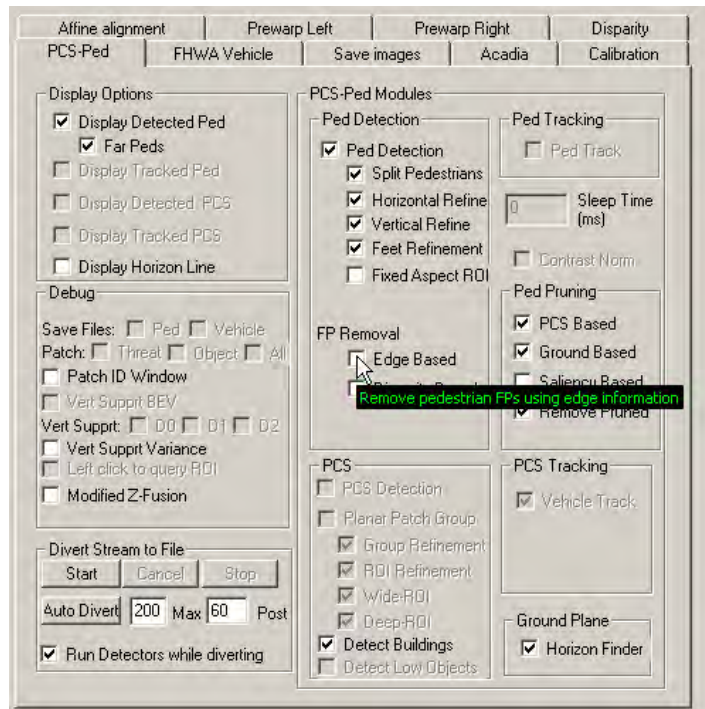 Affine alignment Prewarp Left Prewarp Right Disparity
PCS-Ped FHWA Vehicle Save images Acadia Calibration
Display Options
Display Detected Ped
Far Peds
Display Tracked Ped
Display Detected PCS
Display Tracked PCS
Display Horizon Line
Debug
Save Files: Ped Vehicle
Patch: Threat Object All
Patch ID Window
Vert Supprt BEV
Vert Supprt: D0 D1 D2
Vert Supprt Variance
Left click to query ROI
Modified Z-Fusion
Divert Stream to File
Start Cancel Stop
Auto Divert 200 Max 60 Post
Run Detectors while diverting
PCS-Ped Modules
Ped Detection
Ped Detection
Split Pedestrians
Horizontal Refine
Vertical Refine
Feet Refinement
Fixed Aspect ROI
FP Removal
Edge Based
Remove pedestrian FPs using edge information
PCS
PCS Detection
Planar Patch Group
Group Refinement
ROI Refinement
Wide-ROI
Deep-ROI
Detect Buildings
Detect Low Objects
Ped Tracking
Ped Track
0 Sleep Time
(ms)
Contrast Norm
Ped Pruning
PCS Based
Ground Based
Saliency Based
Remove Pruned
PCS Tracking
Vehicle Track
Ground Plane
Horizon Finder